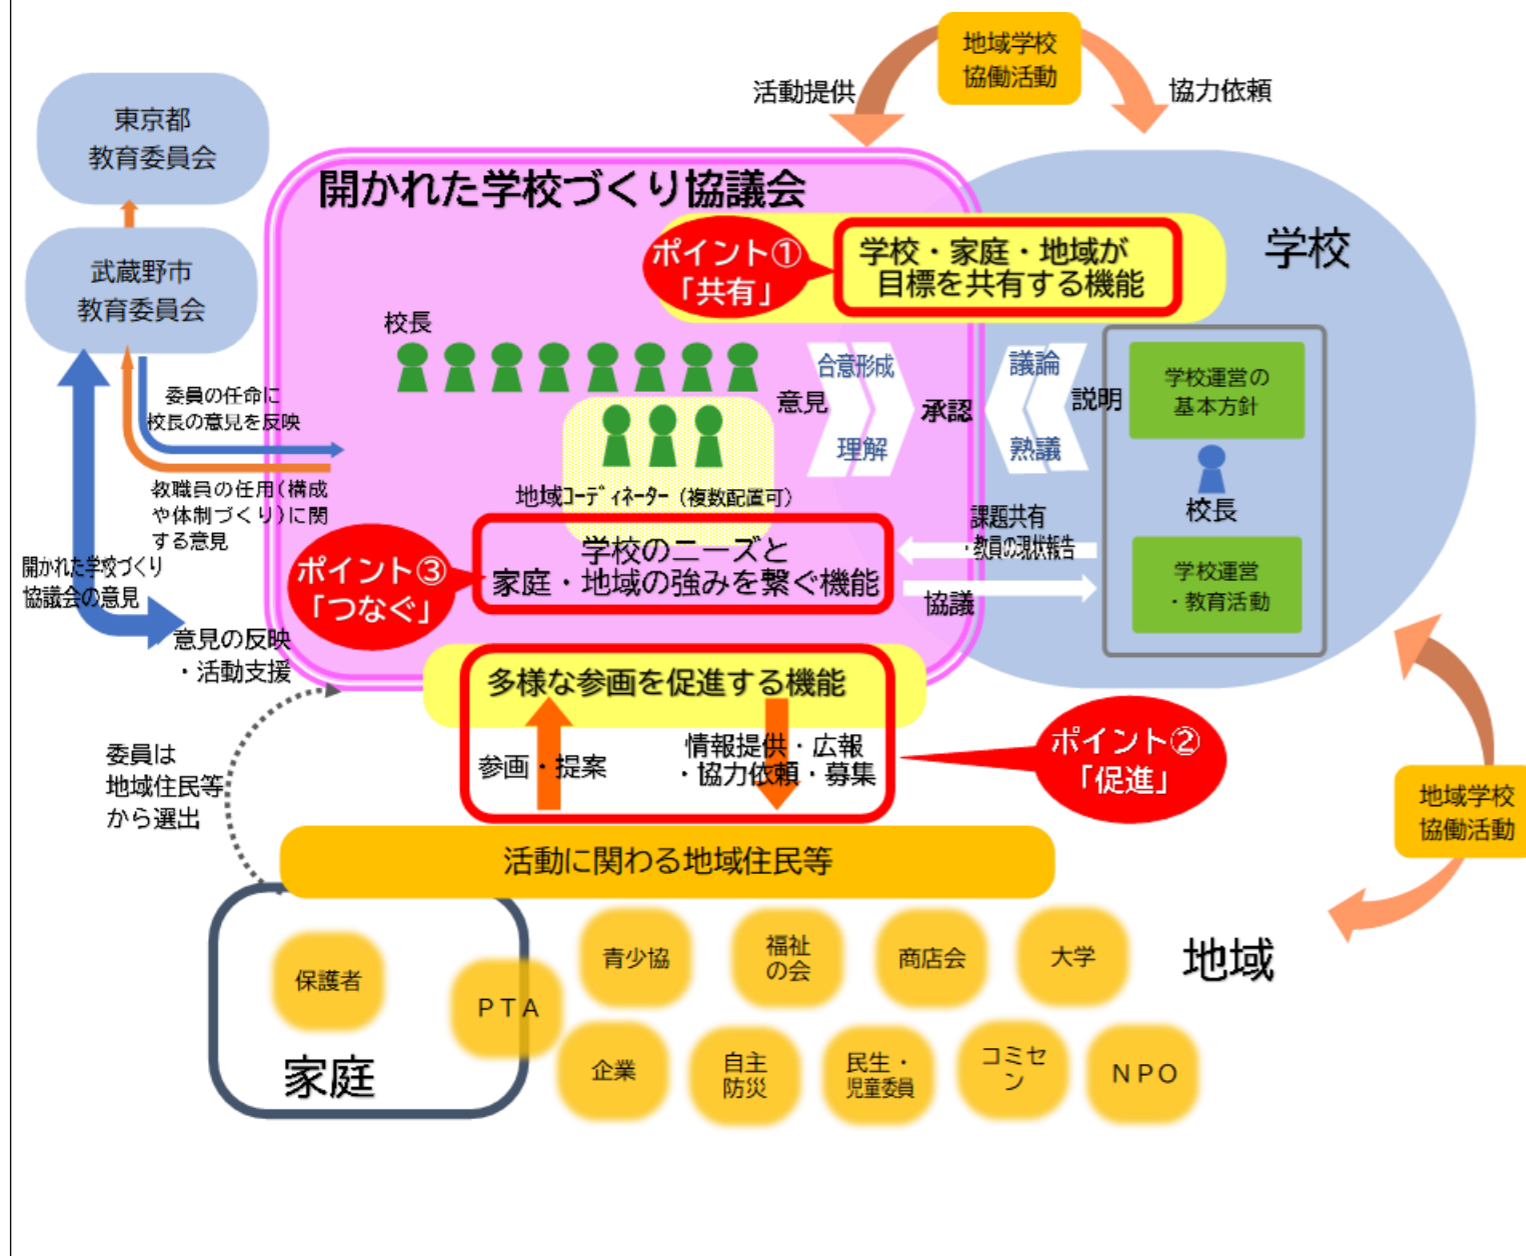 地域学校
協働活動
活動提供
協力依頼
東京都
教育委員会
武蔵野市
教育委員会
開かれた学校づくり協議会
ポイント①
「共有」
学校・家庭・地域が
目標を共有する機能
学校
校長
委員の任命に
校長の意見を反映
教職員の任用(構成
や体制づくり)に関
する意見
開かれた学校づくり
協議会の意見
意見の反映
・活動支援
地域ｺｰﾃﾞｨﾈｰﾀｰ（複数配置可）
意見
合意形成
理解
承認
議論
熟議
説明
学校運営の
基本方針
校長
課題共有
・教員の現状報告
協議
学校運営
・教育活動
ポイント③
「つなぐ」
学校のニーズと
家庭・地域の強みを繋ぐ機能
多様な参画を促進する機能
参画・提案
情報提供・広報
・協力依頼・募集
ポイント②
「促進」
委員は
地域住民等
から選出
地域学校
協働活動
活動に関わる地域住民等
保護者
ＰＴＡ
家庭
青少協
福祉
の会
商店会
大学
地域
企業
自主
防災
民生・
児童委員
コミセ
ン
ＮＰＯ